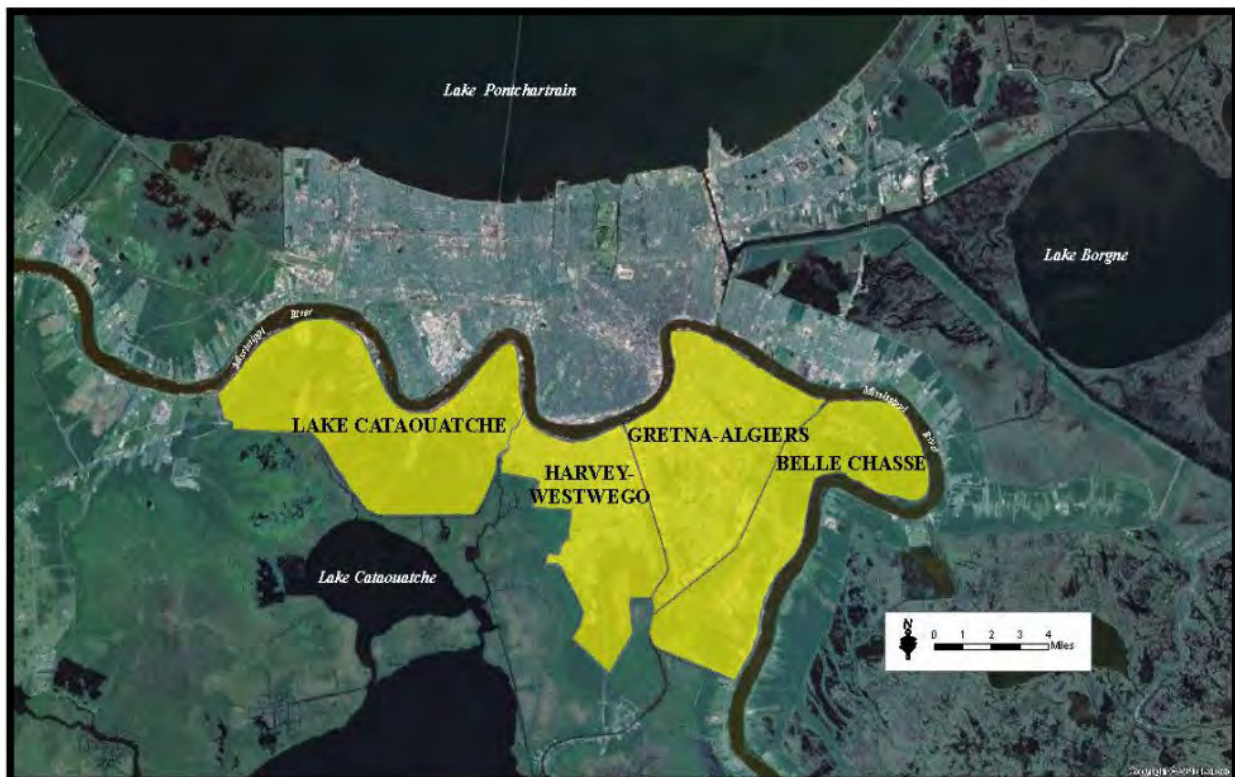 Lake Pontchartrain
Lake Borgne
Mississippi River
LAKE CATAOUATCHE
GRETNA-ALGIERS
Mississippi River
BELLE CHASSE
HARVEY-
WESTWEGO
Lake Cataouatche
N
0 1 2 3 4
Miles